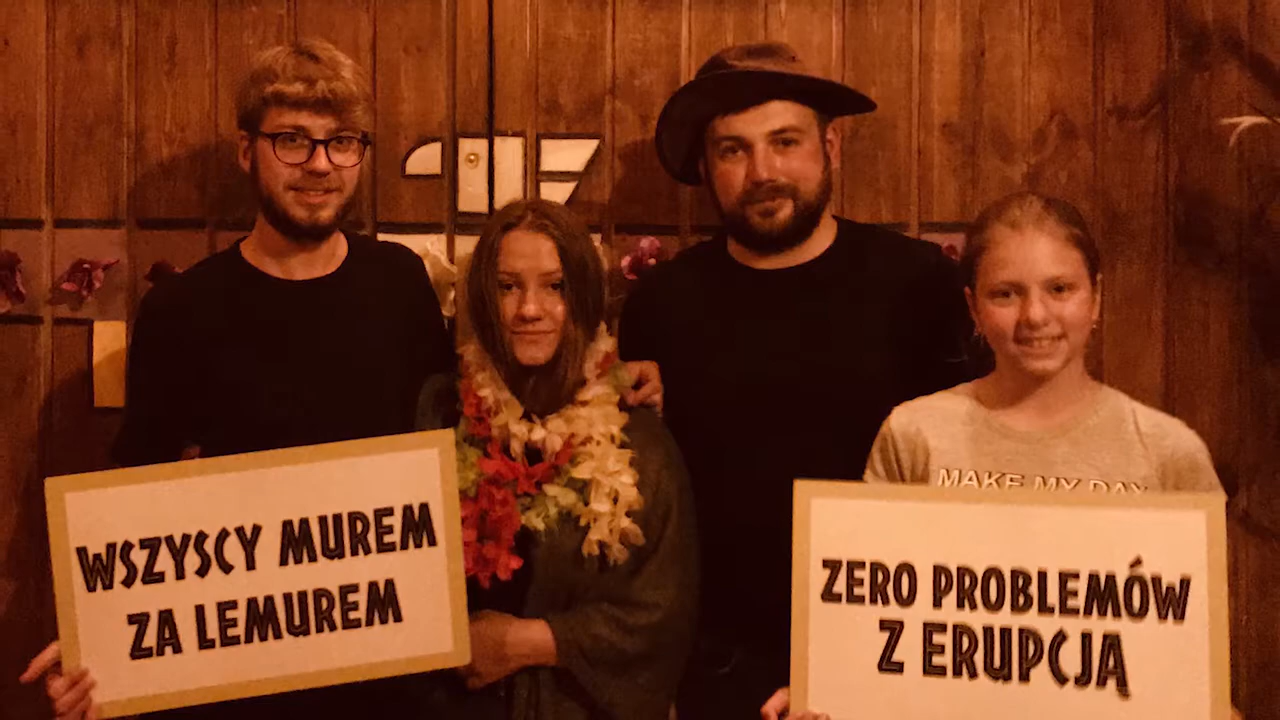 WSZYSCY MUREM
ZA LEMUREM
MAKE MY DAY
ZERO PROBLEMÓW
Z ERUPCJĄ